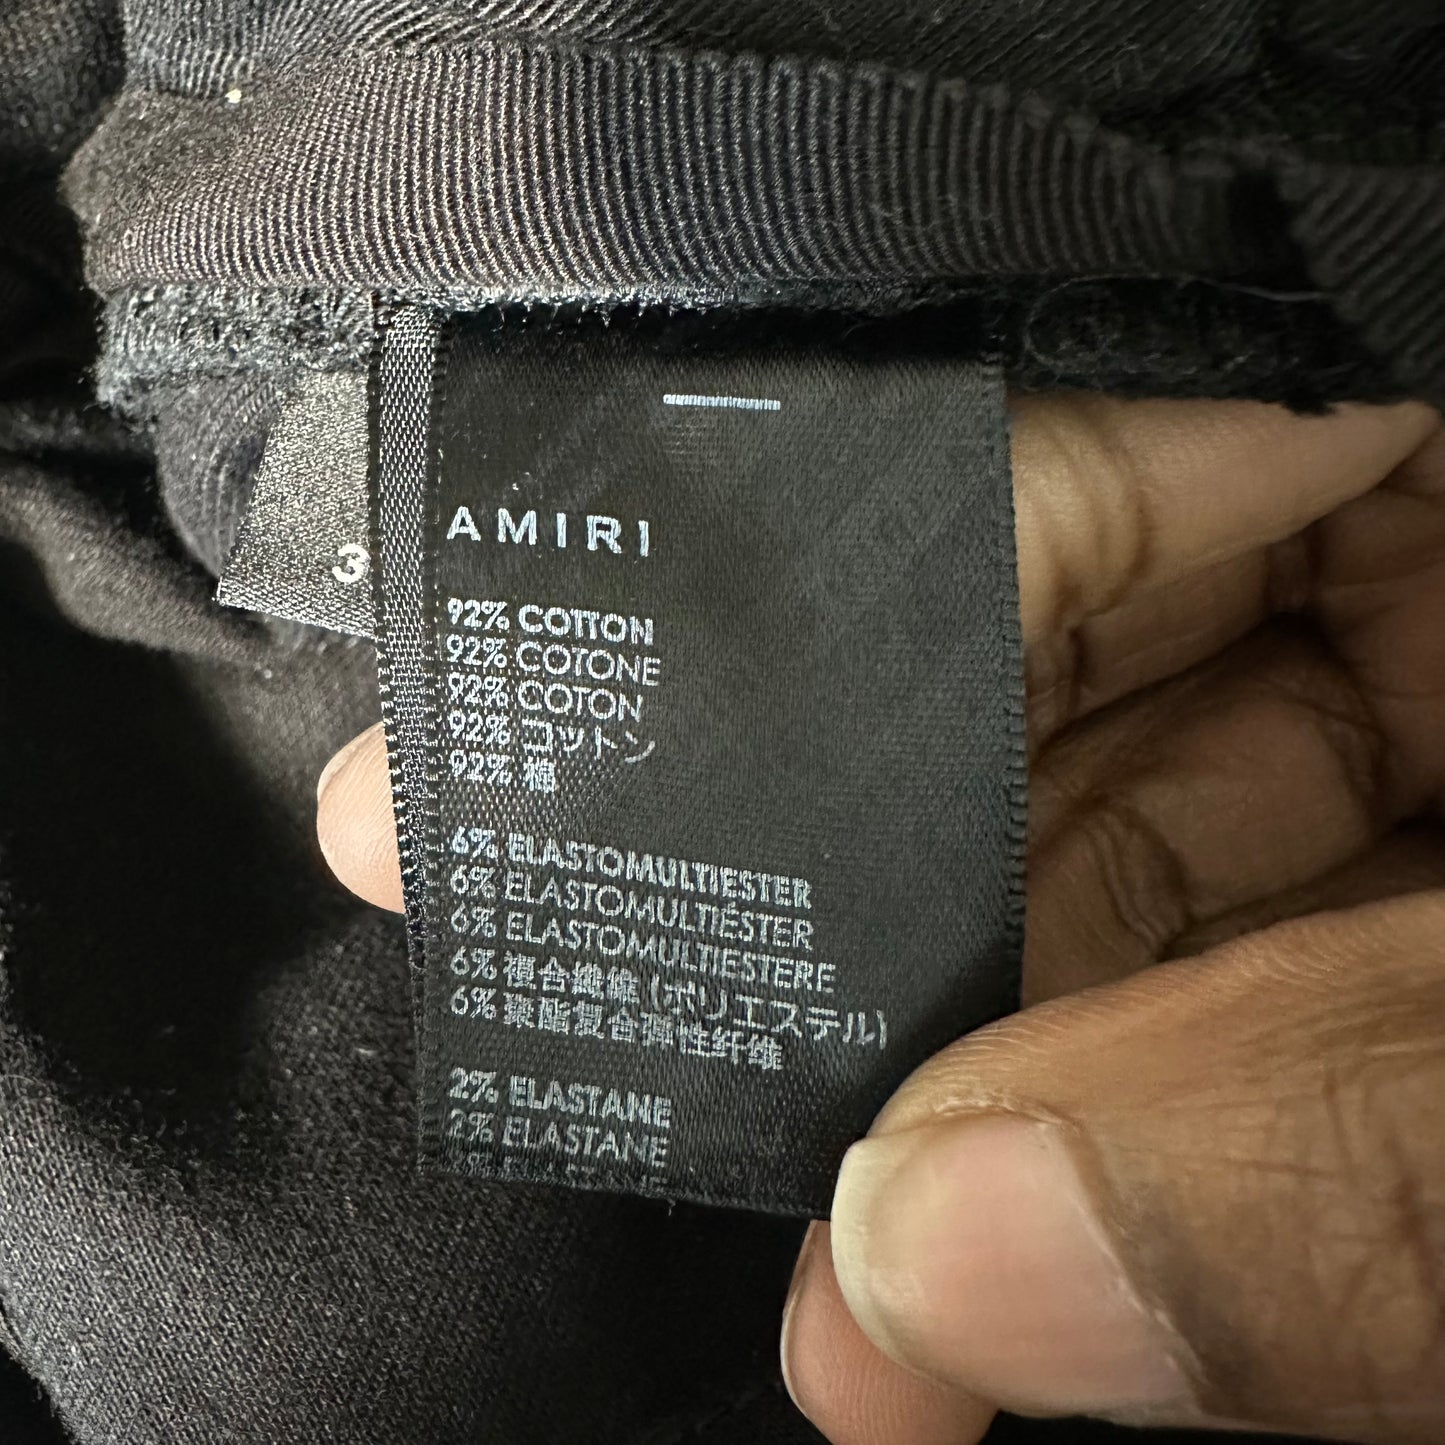 3
AMIRI
92% COTTON
92% COTONE
92% COTON
92% コットン
92% 棉
6% ELASTOMULTIESTER
6% ELASTOMULTIÉSTER
6% ELASTOMULTIESTERE
6% 複合繊維 (ポリエステル)
6% 聚酯复合弹性纤维
2% ELASTANE
2% ELASTANE